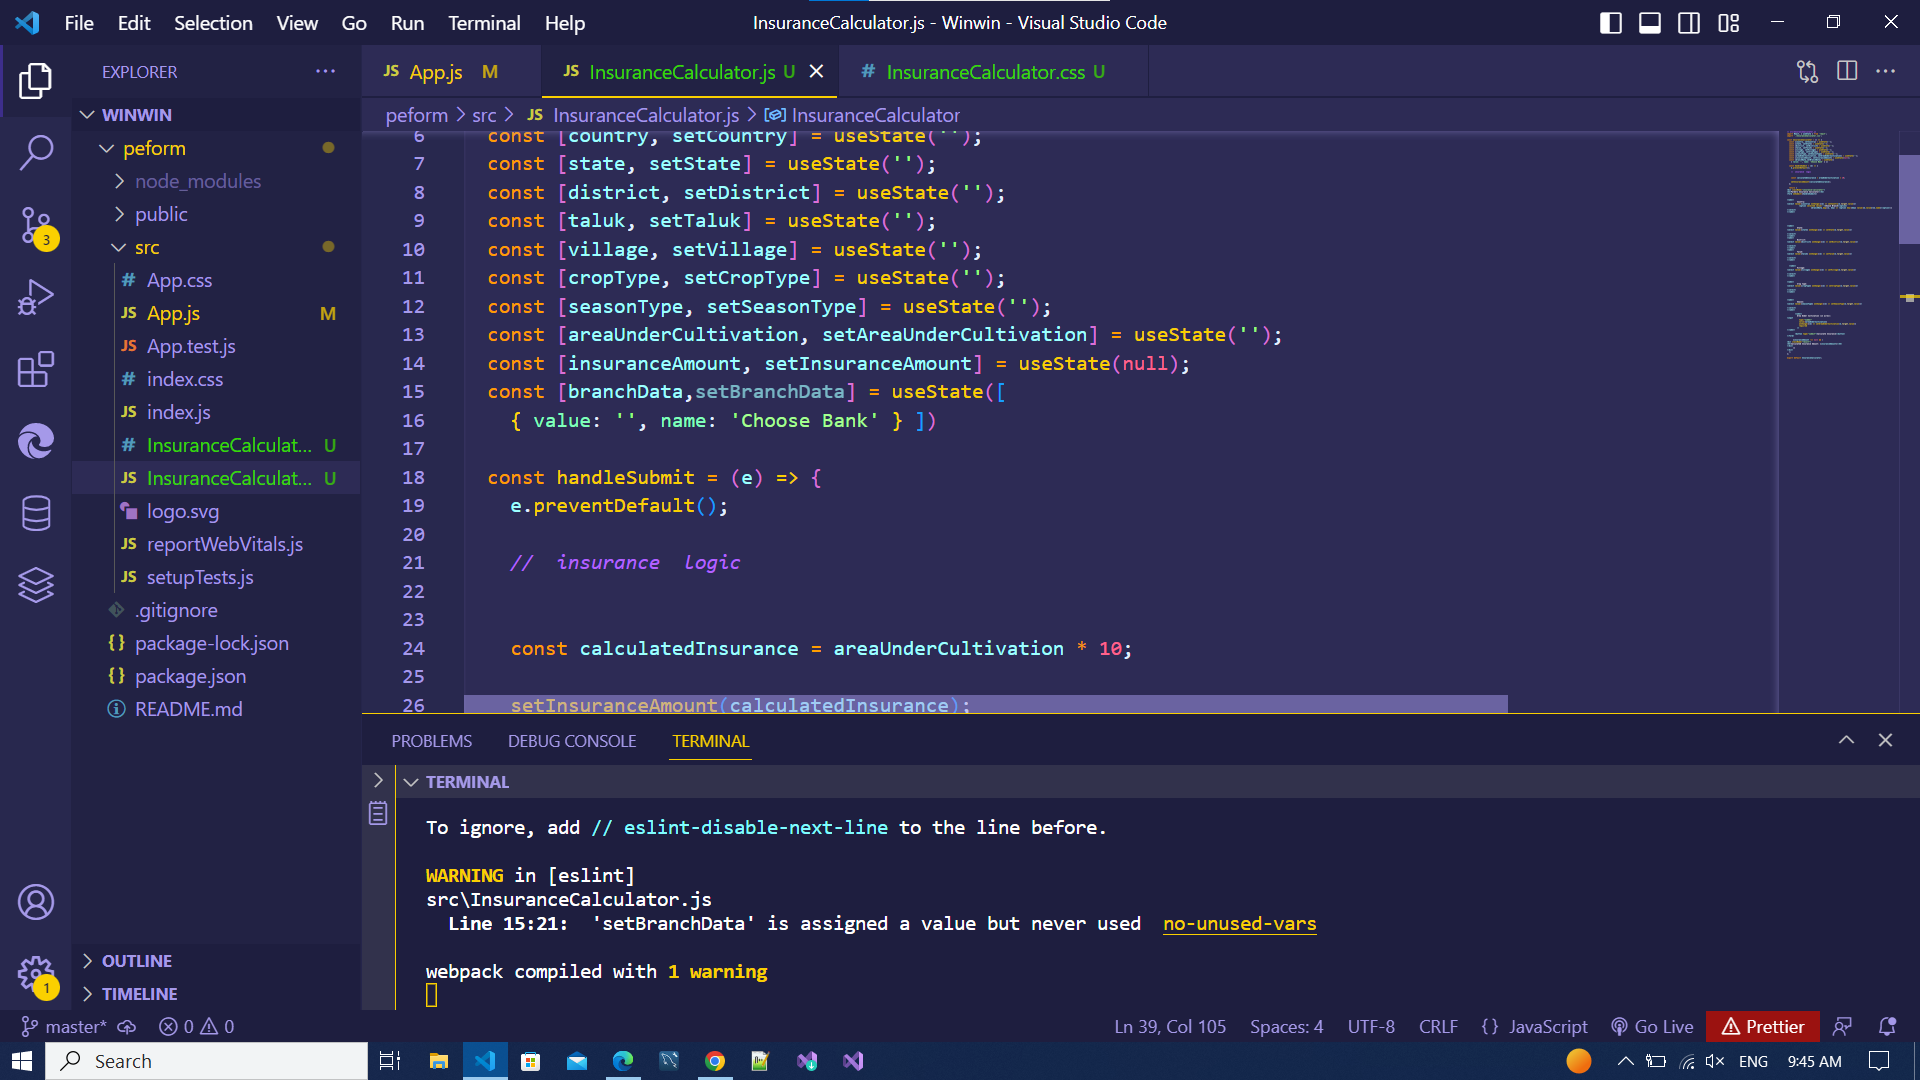 File Edit Selection View Go Run Terminal Help
InsuranceCalculator.js - Winwin - Visual Studio Code
EXPLORER
WINWIN
peform
node_modules
public
src
# App.css
JS App.js M
JS App.test.js
# index.css
JS index.js
# InsuranceCalculat... U
JS InsuranceCalculat... U
logo.svg
JS reportWebVitals.js
JS setupTests.js
.gitignore
{} package-lock.json
{} package.json
README.md
OUTLINE
TIMELINE
3
1
JS App.js M
JS InsuranceCalculator.js U
# InsuranceCalculator.css U
peform > src > JS InsuranceCalculator.js > InsuranceCalculator
6 const [country, setCountry] = useState('');
7 const [state, setState] = useState('');
8 const [district, setDistrict] = useState('');
9 const [taluk, setTaluk] = useState('');
10 const [village, setVillage] = useState('');
11 const [cropType, setCropType] = useState('');
12 const [seasonType, setSeasonType] = useState('');
13 const [areaUnderCultivation, setAreaUnderCultivation] = useState('');
14 const [insuranceAmount, setInsuranceAmount] = useState(null);
15 const [branchData,setBranchData] = useState([
16 { value: '', name: 'Choose Bank' } ])
17
18 const handleSubmit = (e) => {
19 e.preventDefault();
20
21 // insurance logic
22
23
24 const calculatedInsurance = areaUnderCultivation * 10;
25
26 setInsuranceAmount(calculatedInsurance);
PROBLEMS DEBUG CONSOLE TERMINAL
TERMINAL
To ignore, add // eslint-disable-next-line to the line before.
WARNING in [eslint]
src\InsuranceCalculator.js
Line 15:21: 'setBranchData' is assigned a value but never used no-unused-vars
webpack compiled with 1 warning
master* 0 0
Ln 39, Col 105 Spaces: 4 UTF-8 CRLF {} JavaScript Go Live Prettier
Search
ENG 9:45 AM